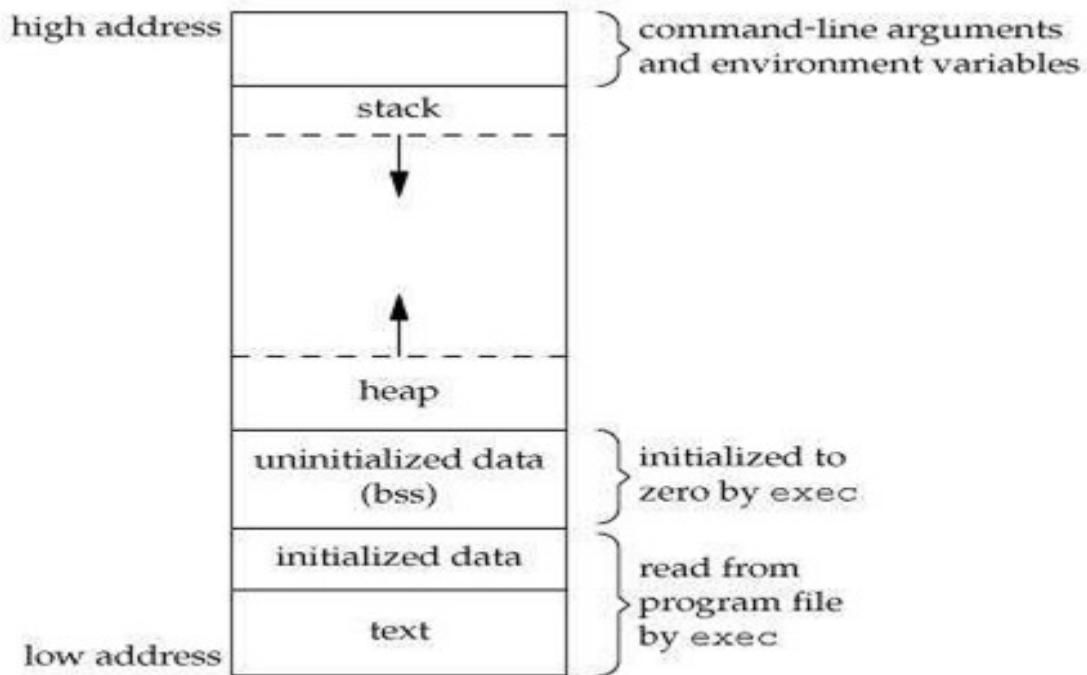 high address
command-line arguments
and environment variables
stack
heap
uninitialized data
(bss)
initialized to
zero by exec
initialized data
read from
program file
by exec
text
low address